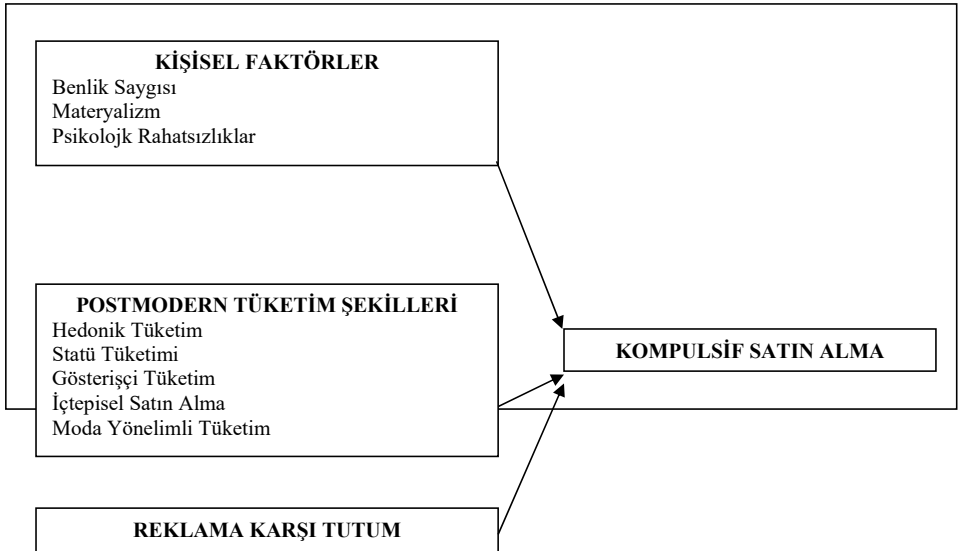 KİŞİSEL FAKTÖRLER
Benlik Saygısı
Materyalizm
Psikolojk Rahatsızlıklar
POSTMODERN TÜKETİM ŞEKİLLERİ
Hedonik Tüketim
Statü Tüketimi
Gösterişçi Tüketim
İçtepisel Satın Alma
Moda Yönelimli Tüketim
KOMPULSİF SATIN ALMA
REKLAMA KARŞI TUTUM